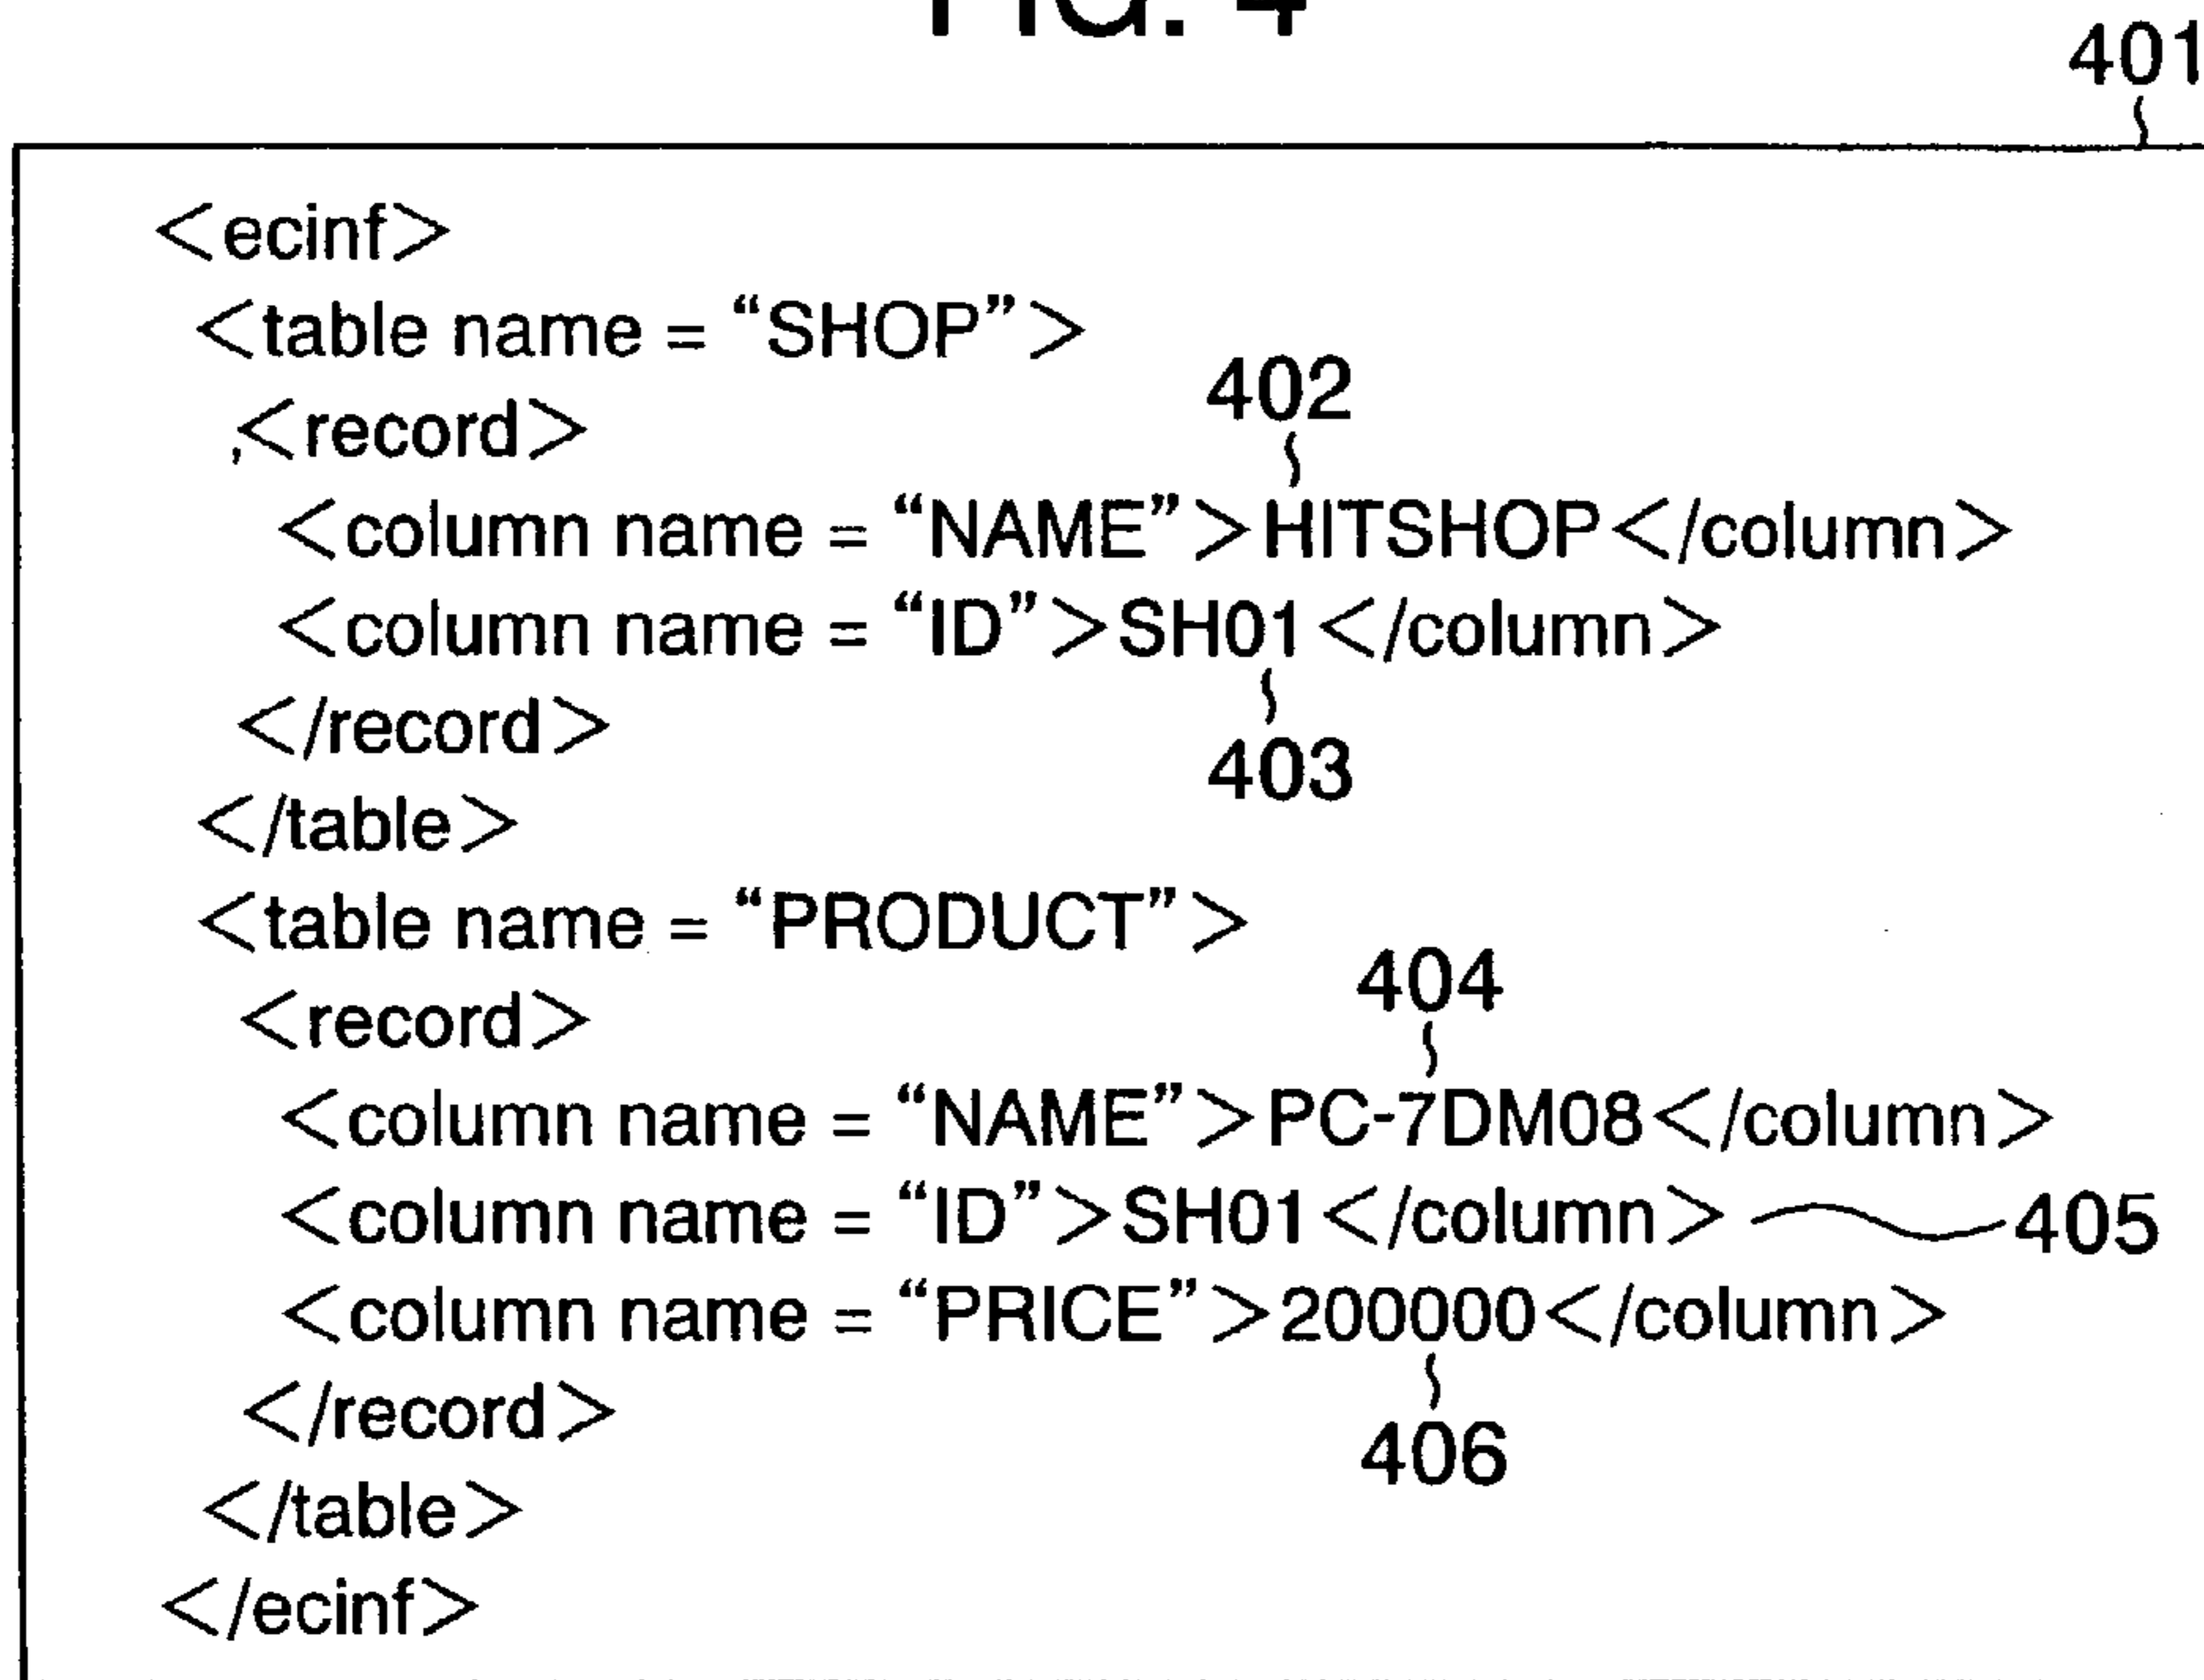 FIG. 4
401
<ecinf>
<table name = “SHOP”>
<record>
402
<column name = “NAME”>HITSHOP</column>
<column name = “ID”>SH01</column>
</record>
403
</table>
<table name = “PRODUCT”>
404
<record>
<column name = “NAME”>PC-7DM08</column>
<column name = “ID”>SH01</column> 405
<column name = “PRICE”>200000</column>
</record>
406
</table>
</ecinf>